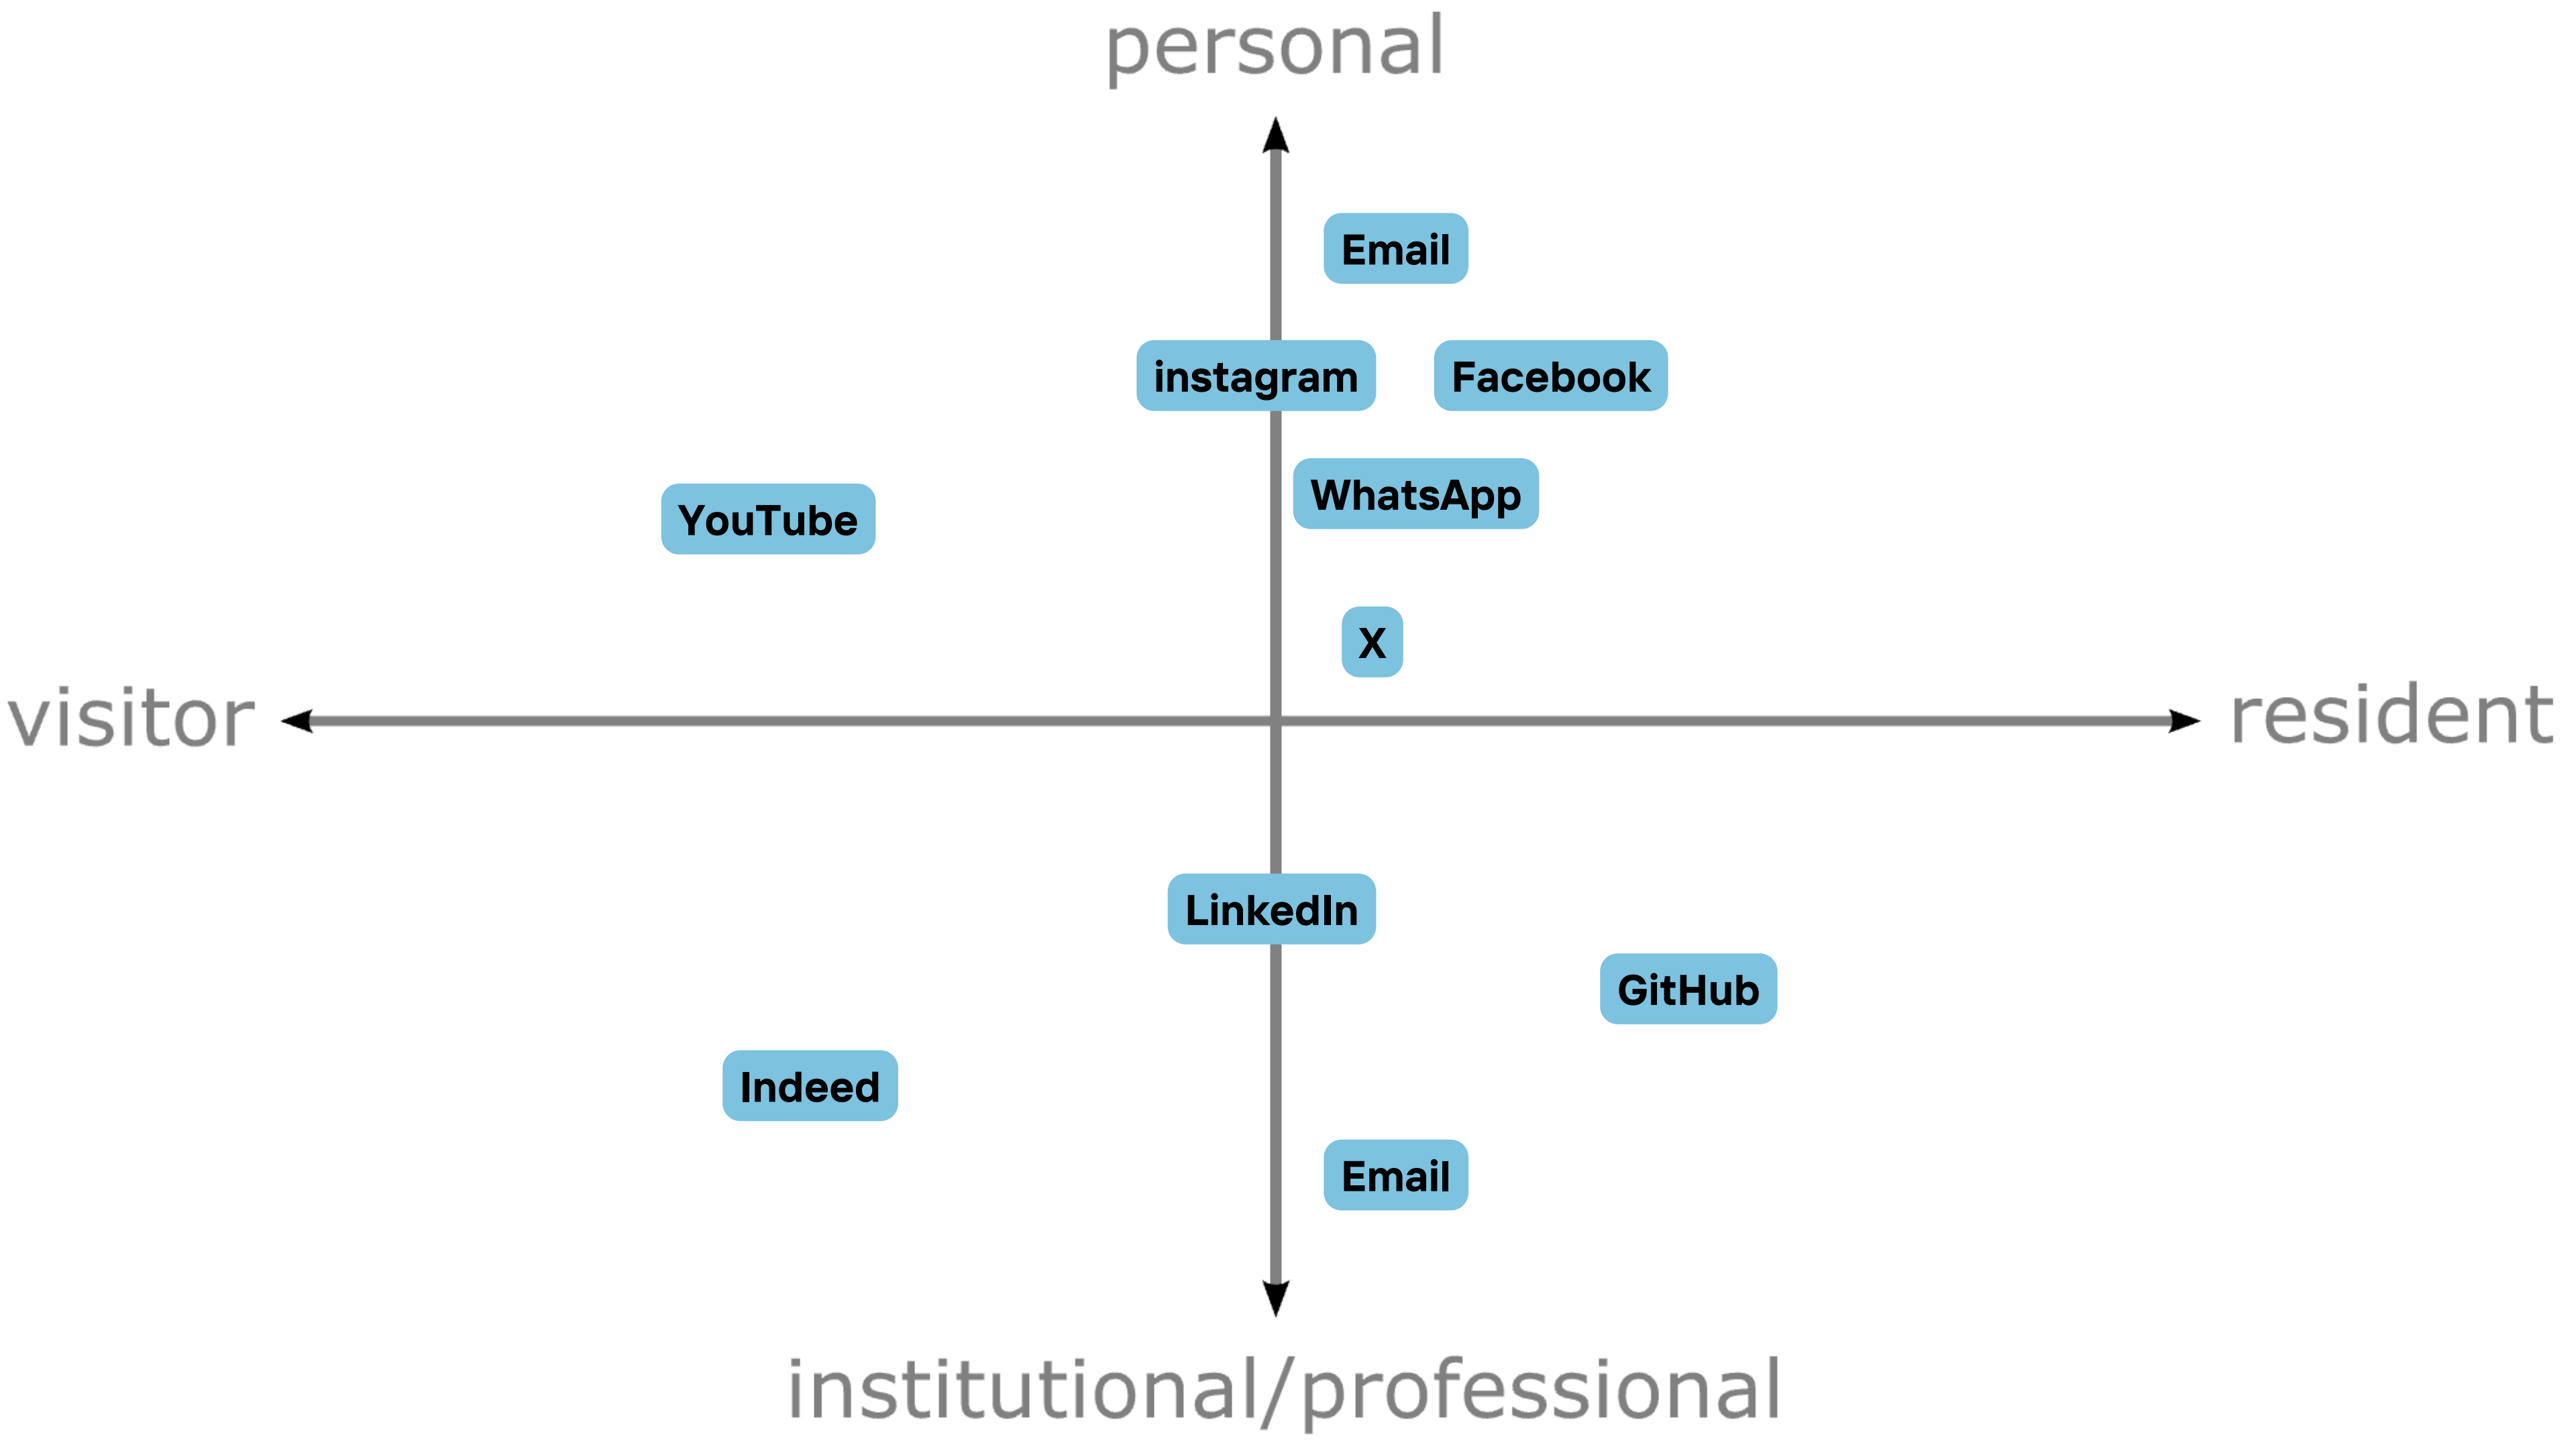 personal
Email
instagram
Facebook
WhatsApp
YouTube
X
visitor
resident
LinkedIn
GitHub
Indeed
Email
institutional/professional